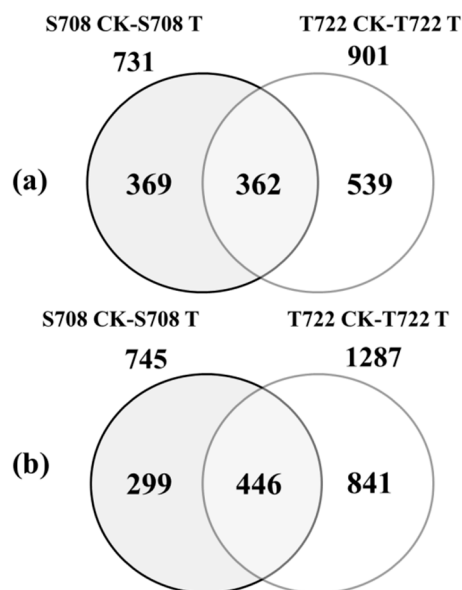 S708 CK-S708 T T722 CK-T722 T
731 901
(a) 369 362 539
S708 CK-S708 T T722 CK-T722 T
745 1287
(b) 299 446 841